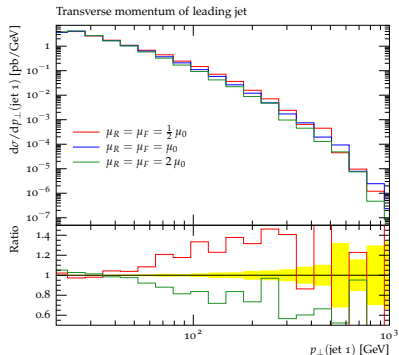 Transverse momentum of leading jet
dσ/dp⊥(jet 1) [pb/GeV]
1
10⁻¹
10⁻²
10⁻³
10⁻⁴
10⁻⁵
10⁻⁶
10⁻⁷
μR = μF = ½ μ0
μR = μF = μ0
μR = μF = 2 μ0
Ratio
1.4
1.2
1
0.8
0.6
10²
10³
p⊥(jet 1) [GeV]